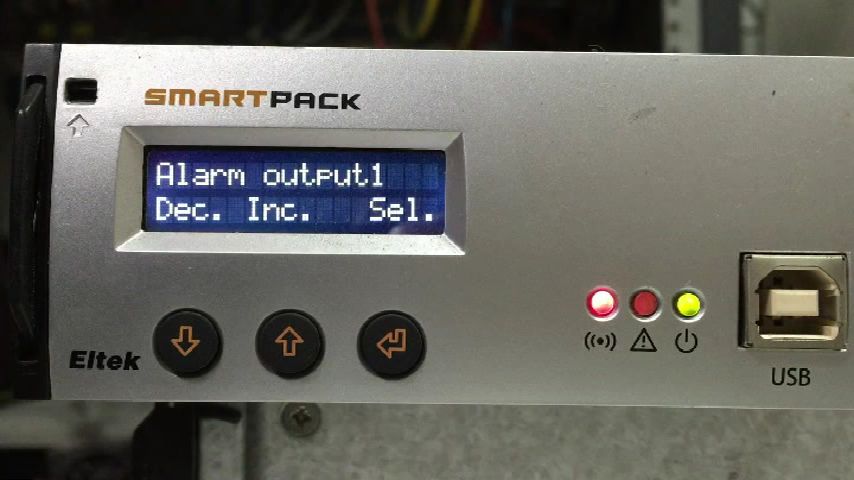 SMARTPACK
Alarm output1
Dec. Inc. Sel.
Eltek
USB